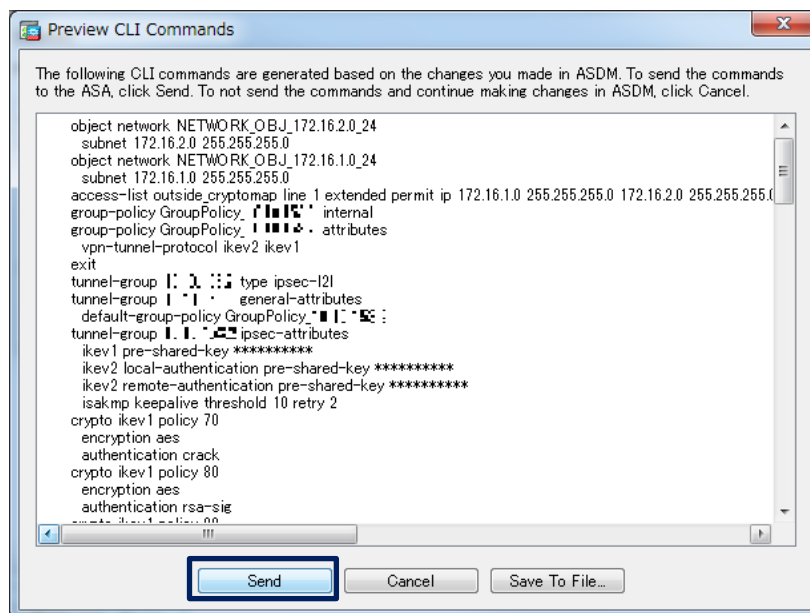 Preview CLI Commands
The following CLI commands are generated based on the changes you made in ASDM. To send the commands
to the ASA, click Send. To not send the commands and continue making changes in ASDM, click Cancel.
object network NETWORK_OBJ_172.16.2.0_24
subnet 172.16.2.0 255.255.255.0
object network NETWORK_OBJ_172.16.1.0_24
subnet 172.16.1.0 255.255.255.0
access-list outside_cryptomap line 1 extended permit ip 172.16.1.0 255.255.255.0 172.16.2.0 255.255.255.0
group-policy GroupPolicy_ internal
group-policy GroupPolicy_ attributes
vpn-tunnel-protocol ikev2 ikev1
exit
tunnel-group type ipsec-l2l
tunnel-group general-attributes
default-group-policy GroupPolicy_
tunnel-group ipsec-attributes
ikev1 pre-shared-key **********
ikev2 local-authentication pre-shared-key **********
ikev2 remote-authentication pre-shared-key **********
isakmp keepalive threshold 10 retry 2
crypto ikev1 policy 70
encryption aes
authentication crack
crypto ikev1 policy 80
encryption aes
authentication rsa-sig
Send Cancel Save To File...